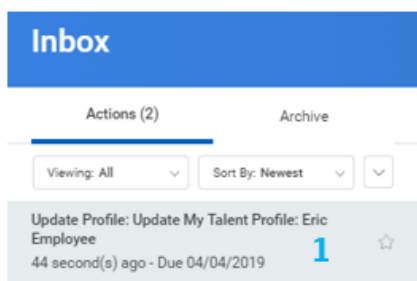 Inbox
Actions (2)
Archive
Viewing: All
Sort By: Newest
Update Profile: Update My Talent Profile: Eric
Employee
44 second(s) ago - Due 04/04/2019
1